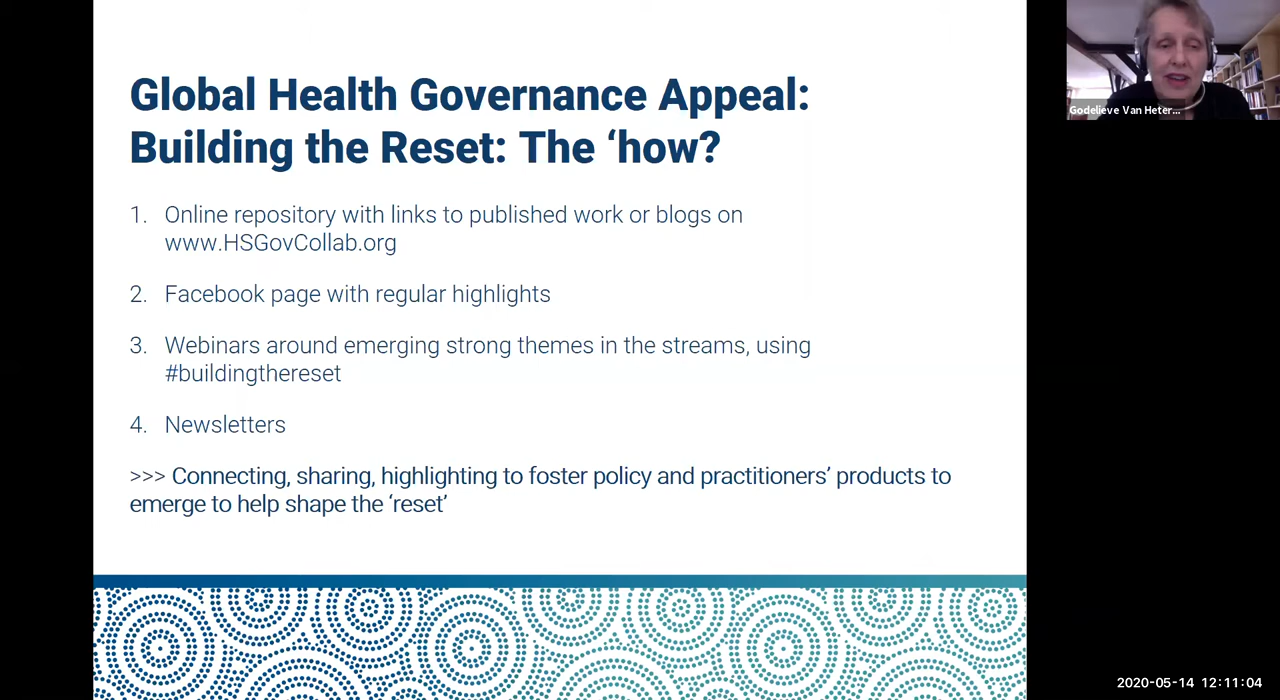 Global Health Governance Appeal:
Building the Reset: The ‘how?
1. Online repository with links to published work or blogs on
www.HSGovCollab.org
2. Facebook page with regular highlights
3. Webinars around emerging strong themes in the streams, using
#buildingthereset
4. Newsletters
>>> Connecting, sharing, highlighting to foster policy and practitioners’ products to
emerge to help shape the ‘reset’
Godelieve Van Heter...
2020-05-14 12:11:04